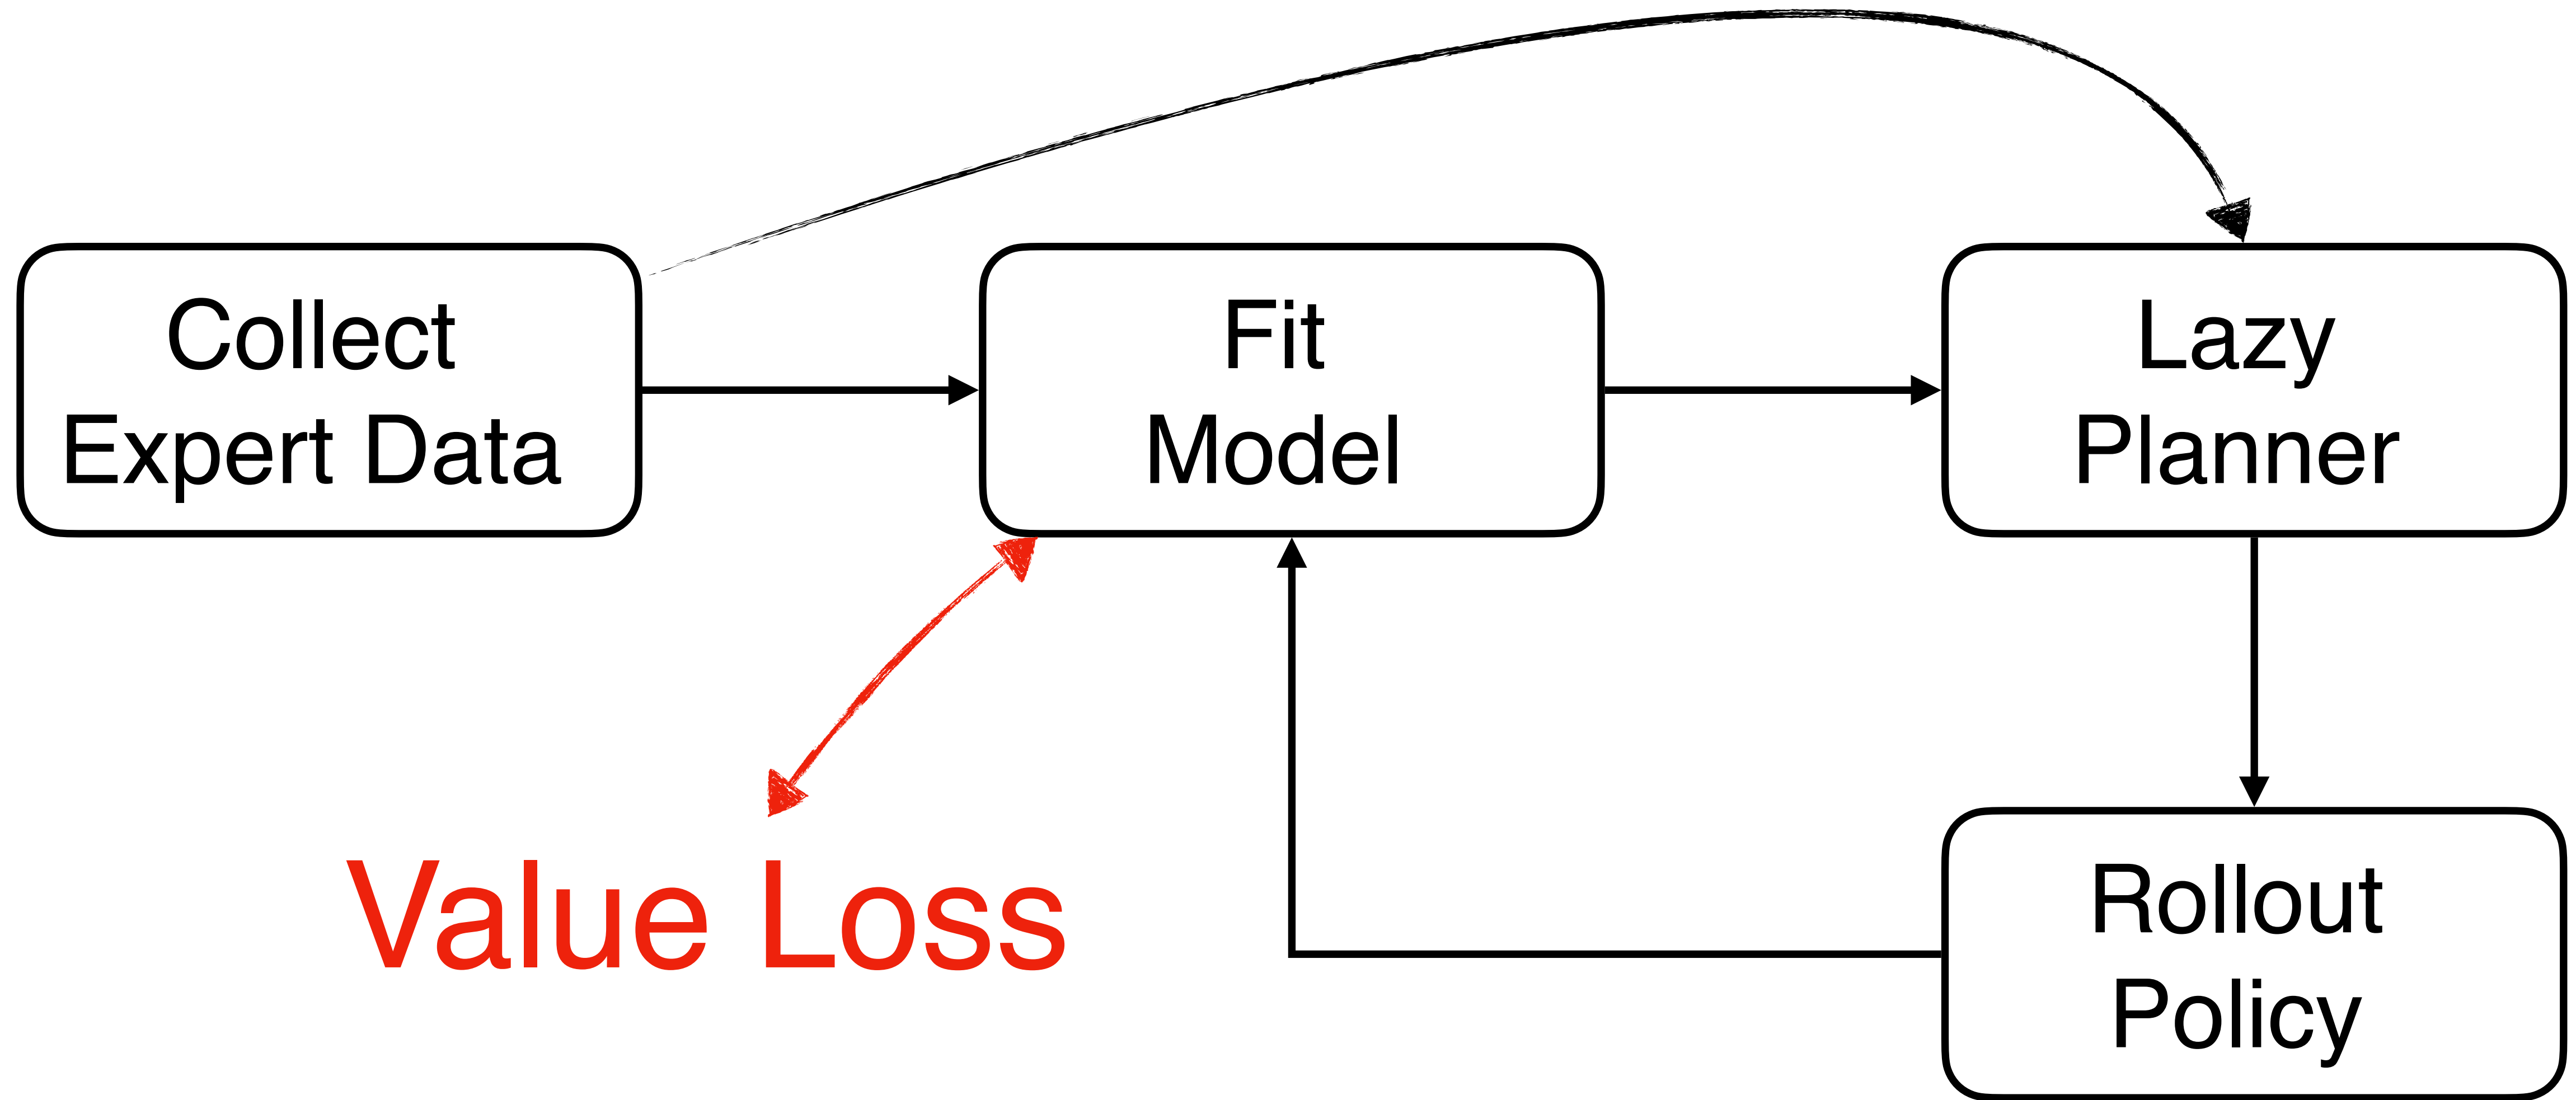 Collect
Expert Data
Fit
Model
Lazy
Planner
Value Loss
Rollout
Policy